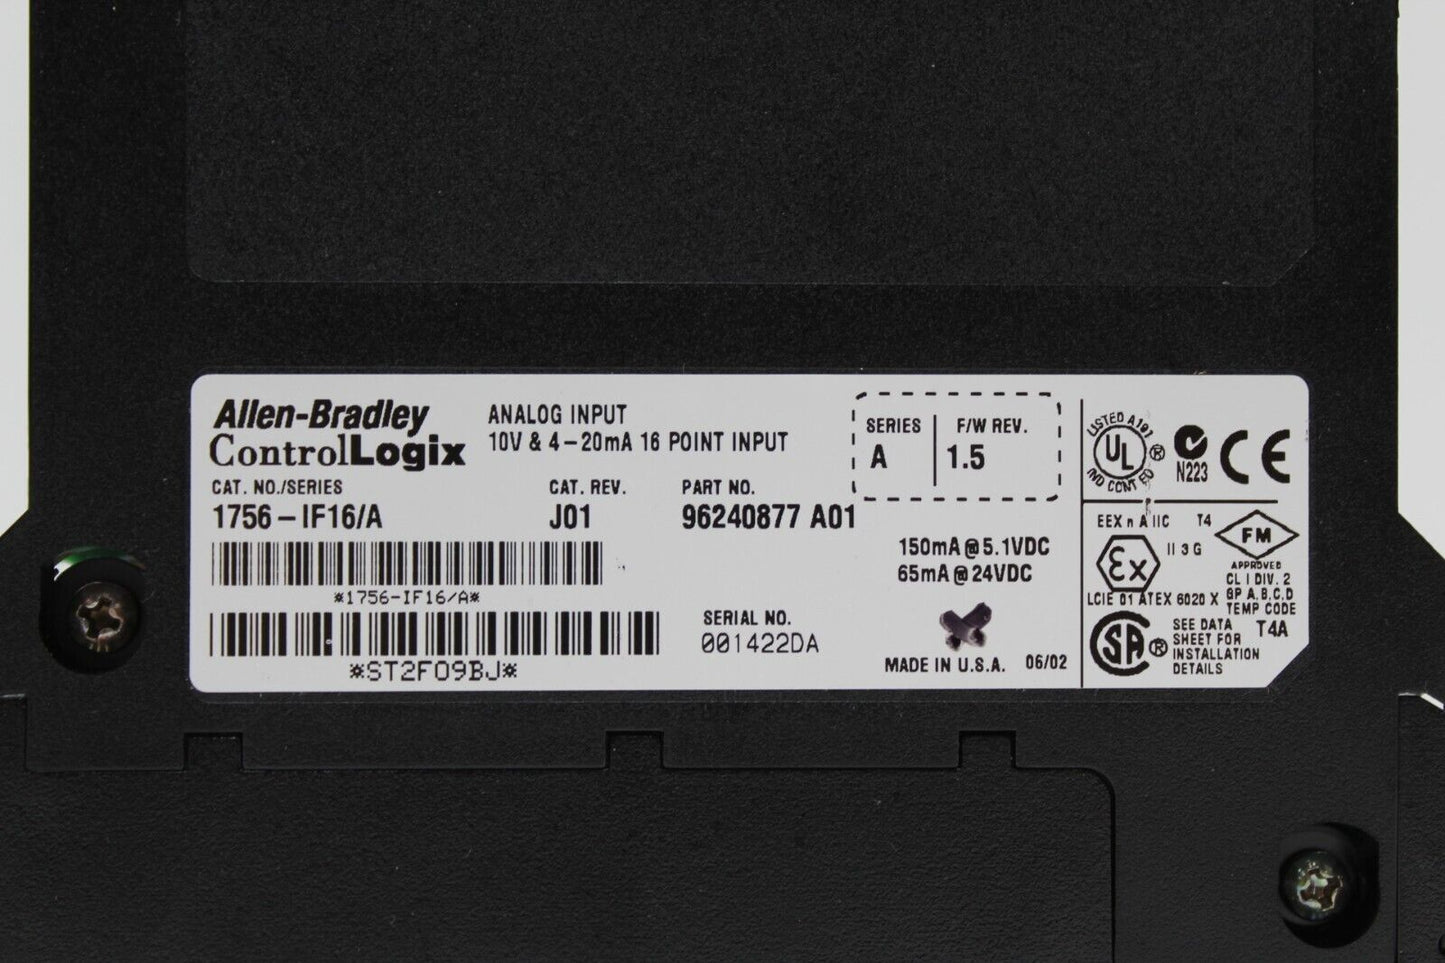 Allen-Bradley
ControlLogix
ANALOG INPUT
10V & 4-20mA 16 POINT INPUT
SERIES
A
F/W REV.
1.5
CAT. NO./SERIES
1756-IF16/A
CAT. REV.
J01
PART NO.
96240877 A01
*1756-IF16/A*
*ST2F09BJ*
SERIAL NO.
001422DA
150mA@5.1VDC
65mA@24VDC
MADE IN U.S.A. 06/02
LISTED A197
UL
®
IND CONT EQ
N223
CE
EEX n A IIC T4
Ex
II 3 G
LCIE 01 ATEX 6020 X
FM
APPROVED
CL I DIV. 2
GP A,B,C,D
TEMP CODE
T4A
SA
®
SEE DATA
SHEET FOR
INSTALLATION
DETAILS